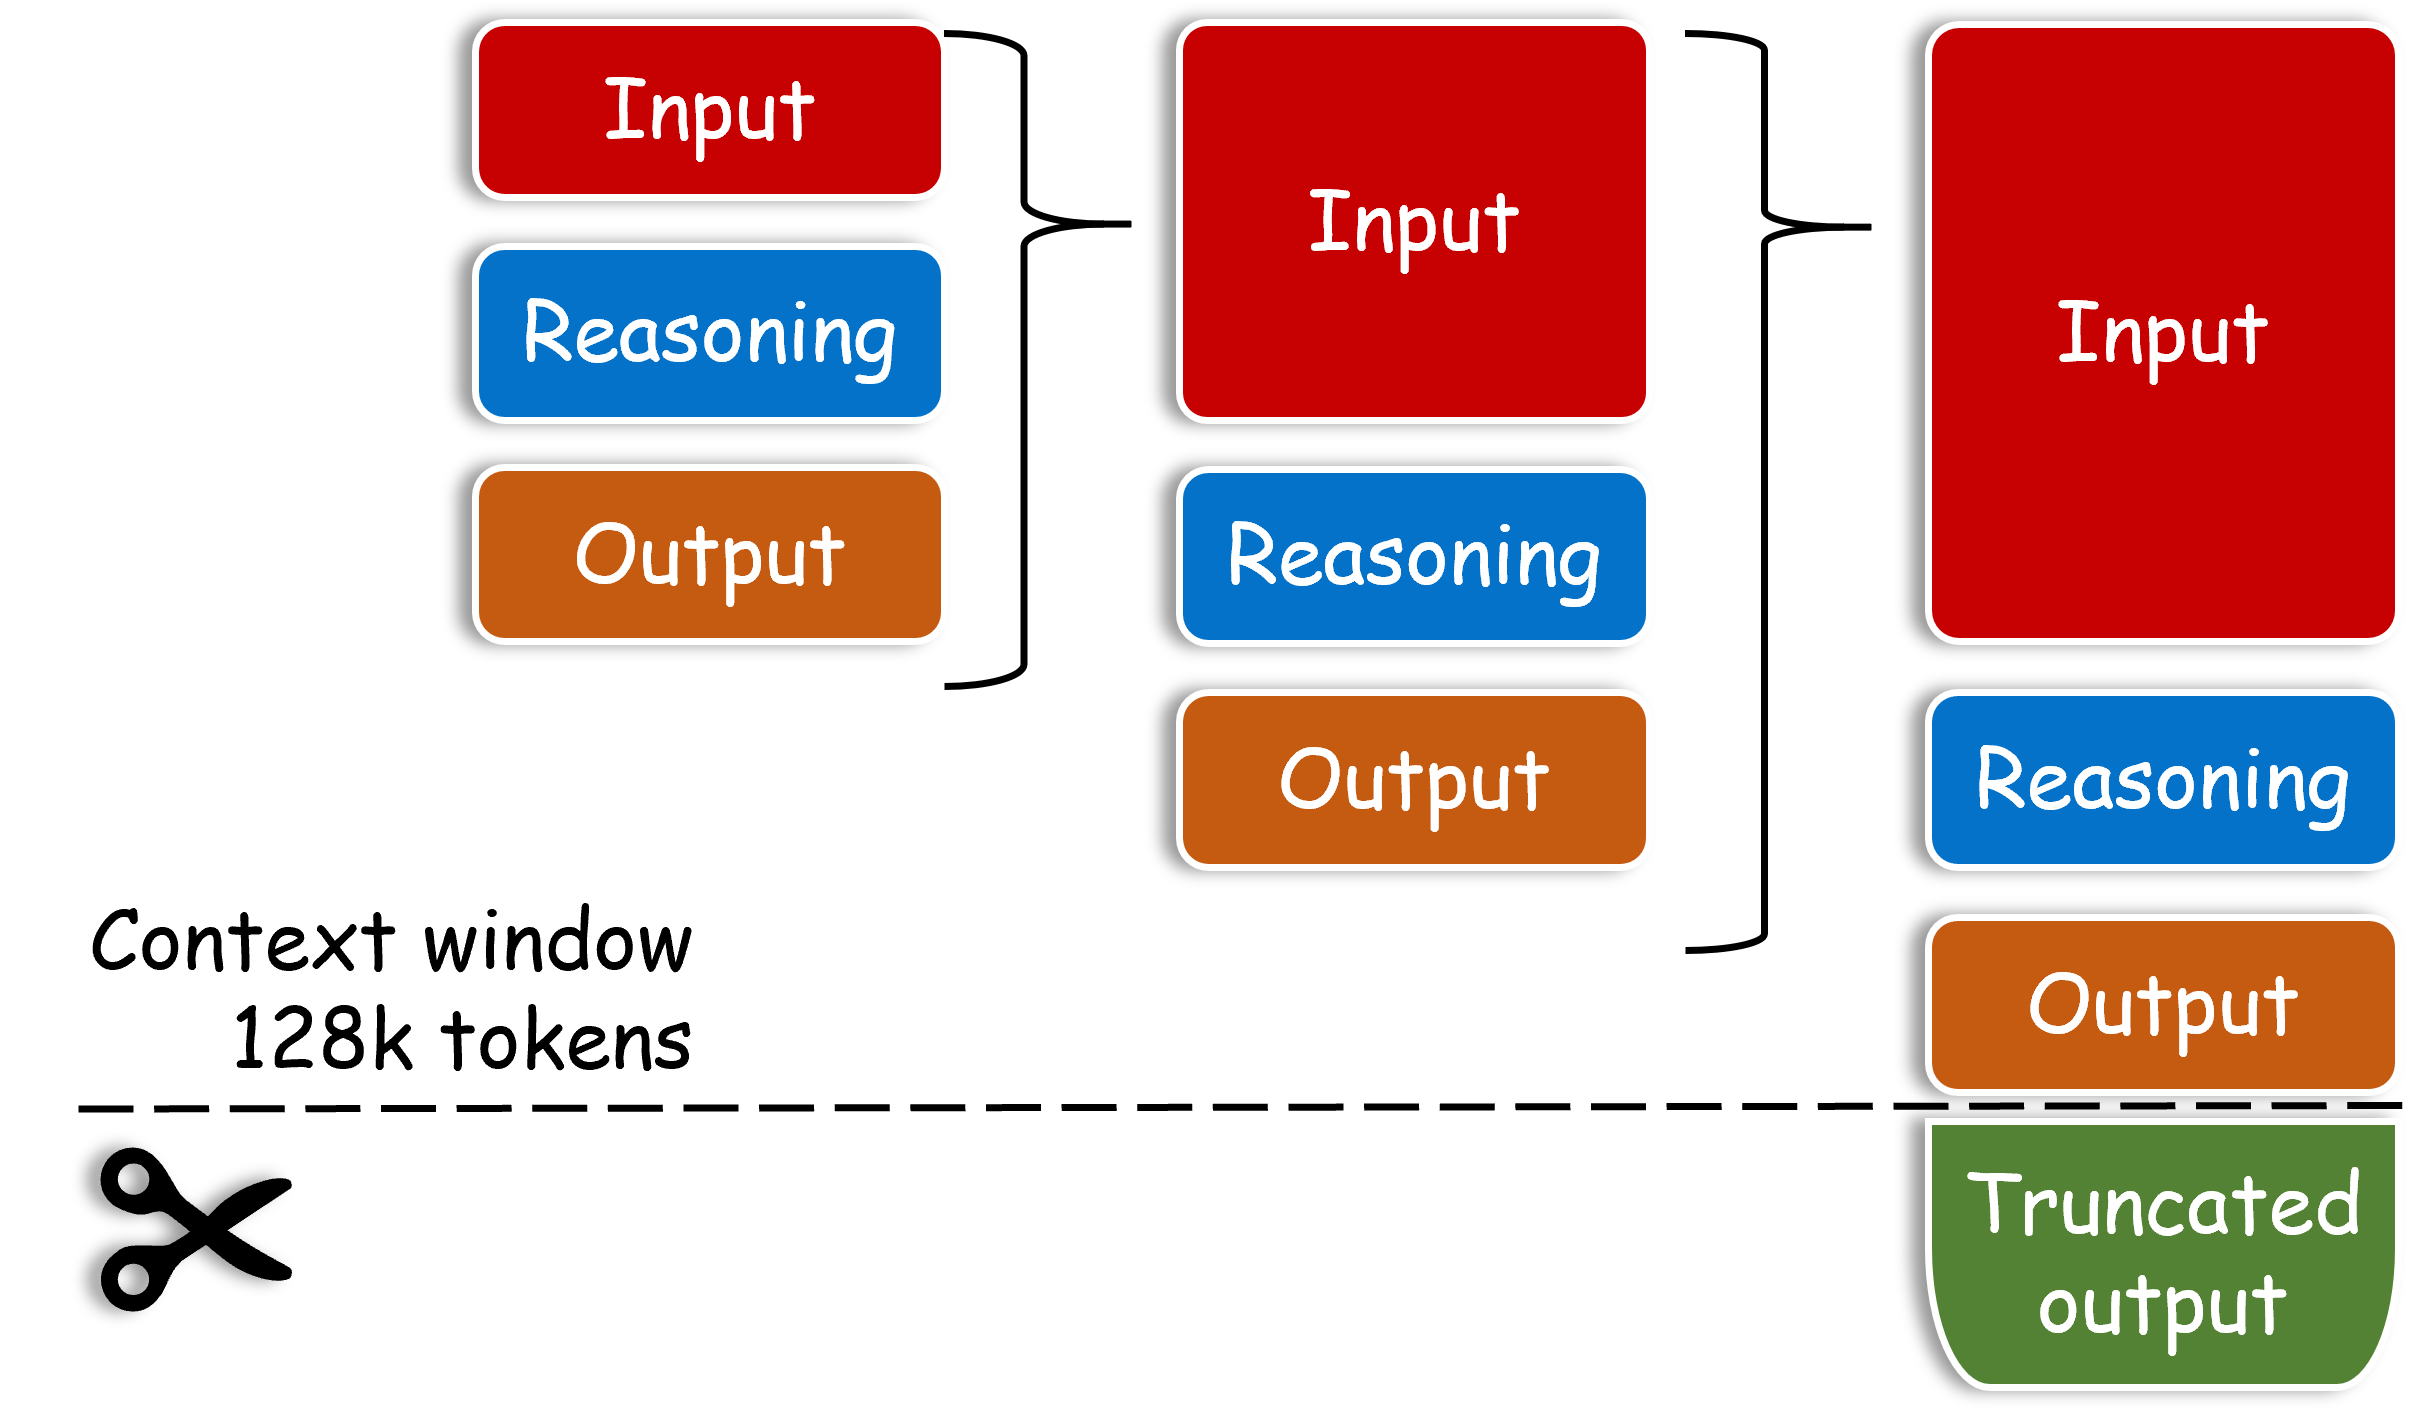 Input
Reasoning
Output
Input
Reasoning
Output
Input
Reasoning
Output
Context window
128k tokens
Truncated
output